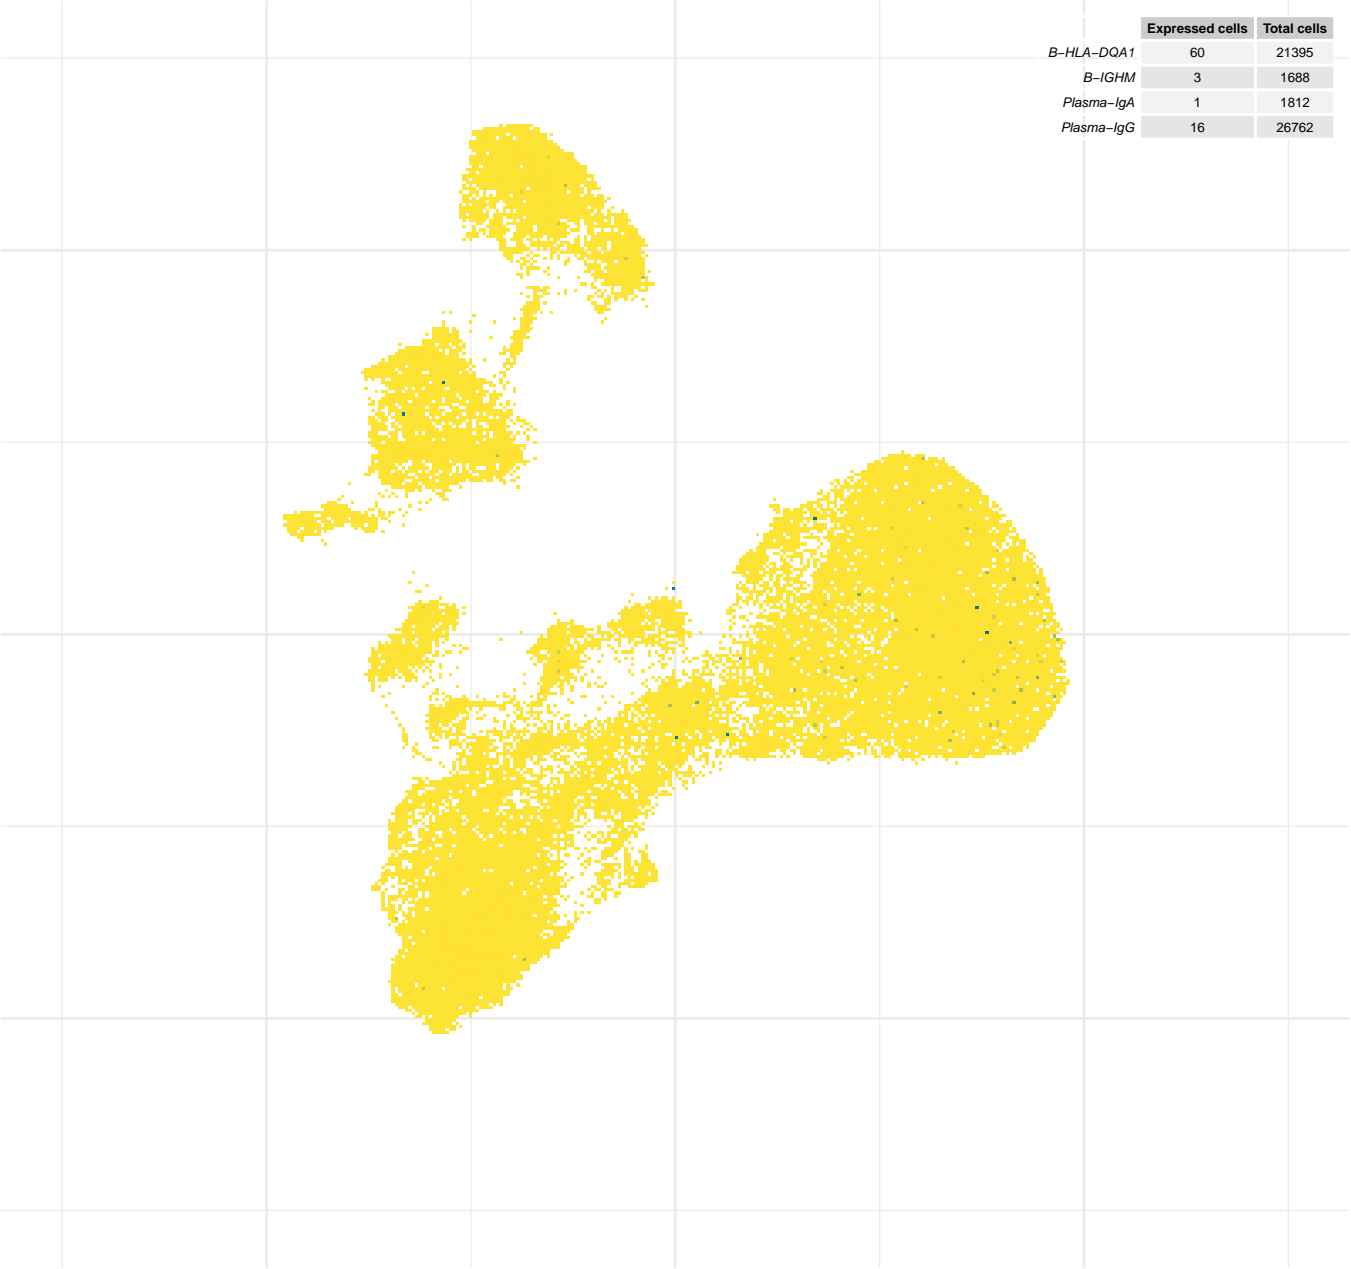 Expressed cells Total cells
B−HLA−DQA1 60 21395
B−IGHM 3 1688
Plasma−IgA 1 1812
Plasma−IgG 16 26762